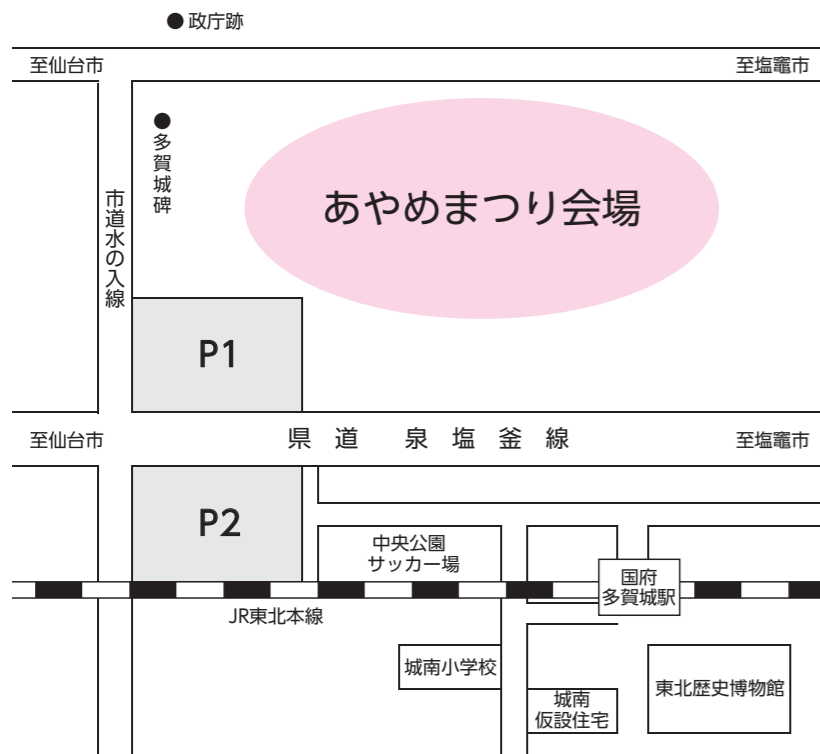 政庁跡
至仙台市
至塩竈市
多賀城碑
あやめまつり会場
市道水の入線
P1
至仙台市
県道 泉塩釜線
至塩竈市
P2
中央公園
サッカー場
国府
多賀城駅
JR東北本線
城南小学校
東北歴史博物館
城南
仮設住宅